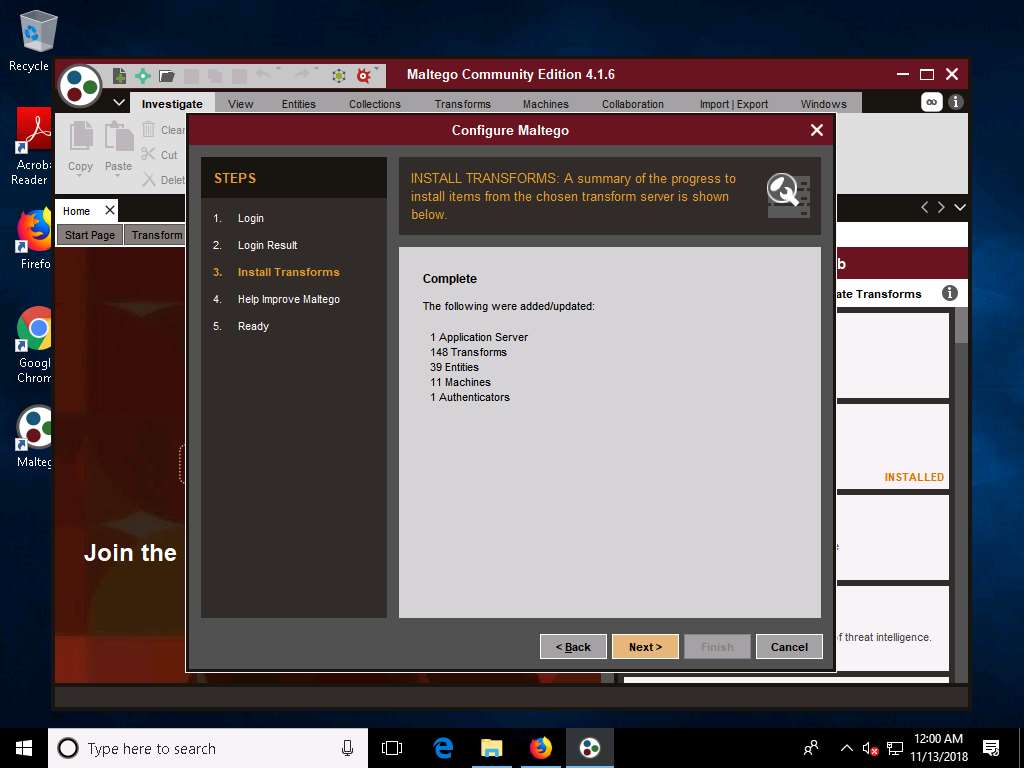 Recycle
Maltego Community Edition 4.1.6
Investigate
View
Entities
Collections
Transforms
Machines
Collaboration
Import | Export
Windows
Copy
Paste
Clear
Cut
Delet
Acrob
Reader
Firefo
Googl
Chrom
Malteg
Home
Start Page
Transform
Join the
Configure Maltego
STEPS
1. Login
2. Login Result
3. Install Transforms
4. Help Improve Maltego
5. Ready
INSTALL TRANSFORMS: A summary of the progress to
install items from the chosen transform server is shown
below.
Complete
The following were added/updated:
1 Application Server
148 Transforms
39 Entities
11 Machines
1 Authenticators
< Back
Next >
Finish
Cancel
b
ate Transforms
INSTALLED
of threat intelligence.
Type here to search
12:00 AM
11/13/2018